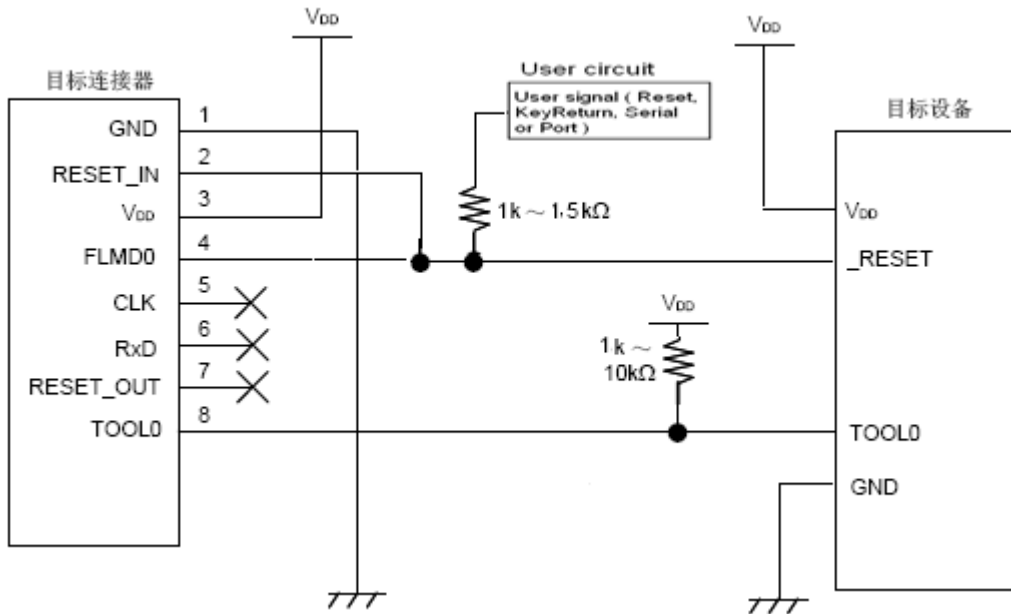 VDD
VDD
目标连接器
User circuit
User signal ( Reset,
KeyReturn, Serial
or Port )
目标设备
GND
1
RESET_IN
2
VDD
3
1k ～ 1.5kΩ
VDD
FLMD0
4
_RESET
CLK
5
VDD
RxD
6
1k ～
10kΩ
RESET_OUT
7
TOOL0
8
TOOL0
GND